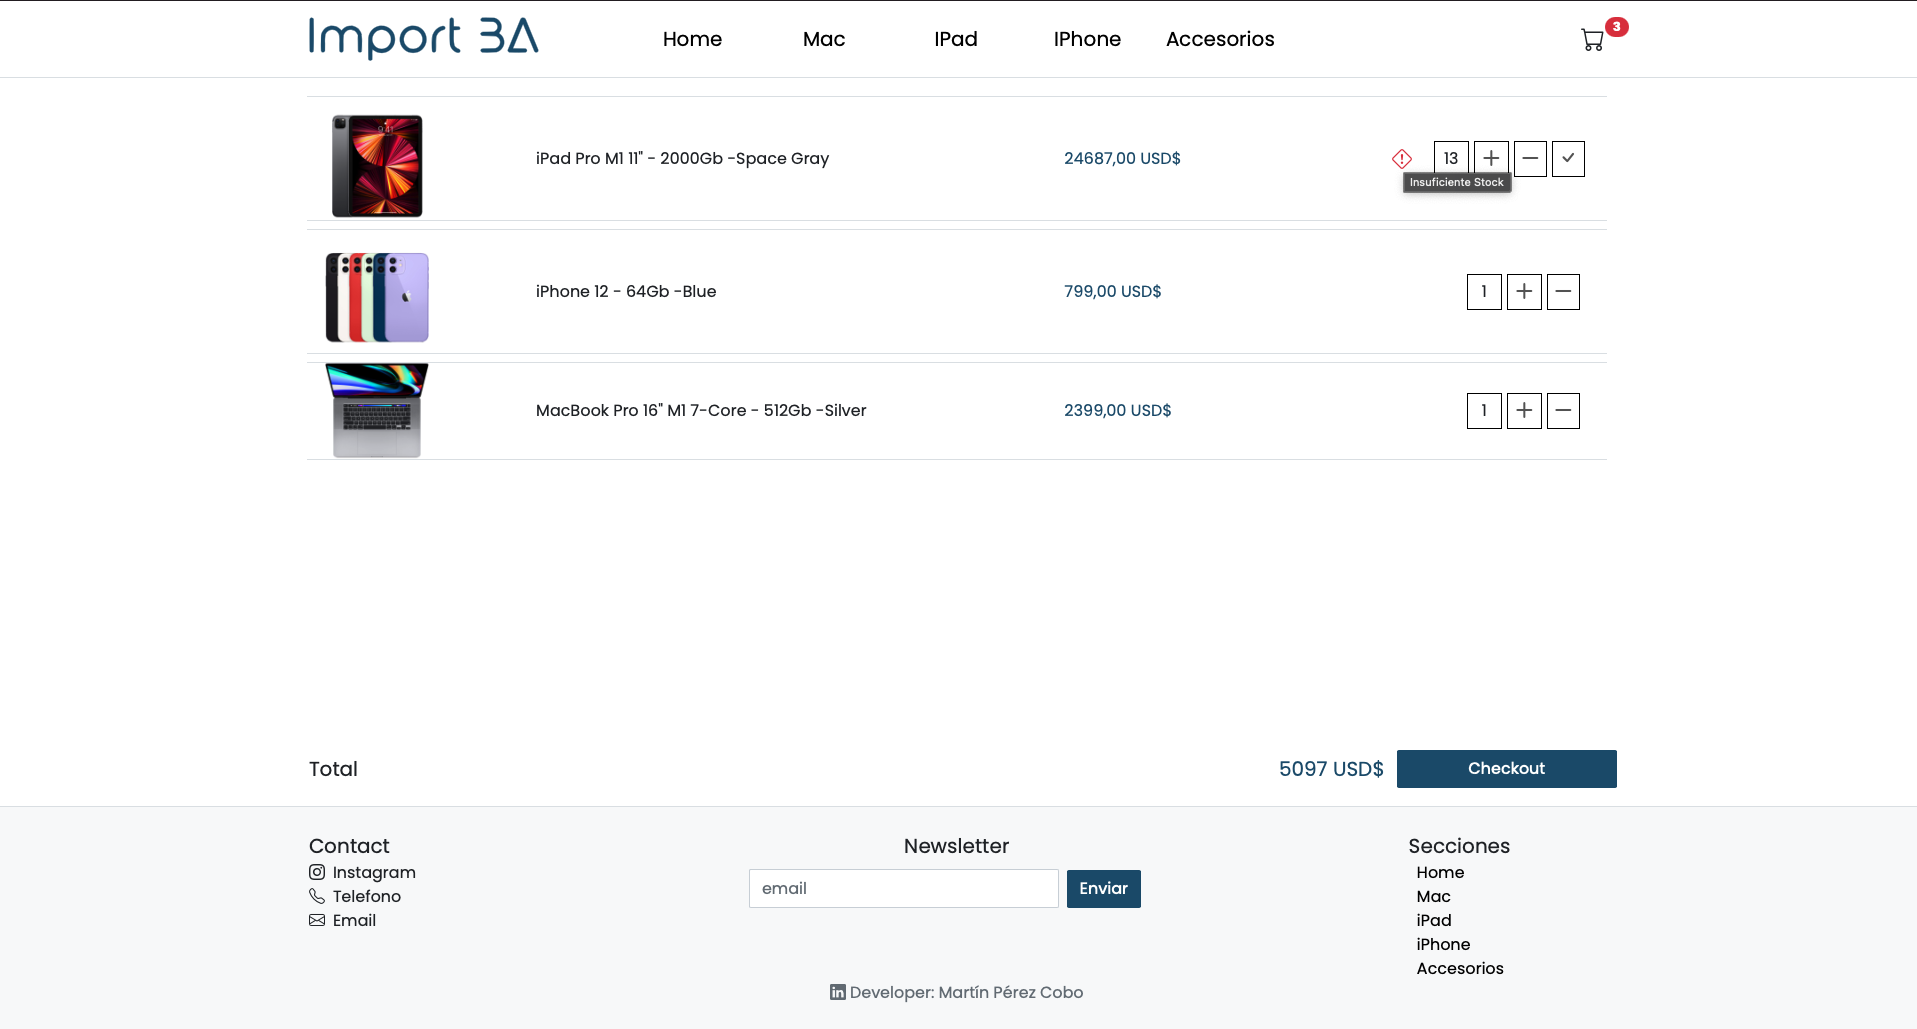 Import BA
Home Mac IPad IPhone Accesorios
3
9:41
iPad Pro M1 11" - 2000Gb -Space Gray 24687,00 USD$ 13
Insuficiente Stock
iPhone 12 - 64Gb -Blue 799,00 USD$ 1
MacBook Pro 16" M1 7-Core - 512Gb -Silver 2399,00 USD$ 1
Total 5097 USD$ Checkout
Contact
Instagram
Telefono
Email
Newsletter
email Enviar
Secciones
Home
Mac
iPad
iPhone
Accesorios
Developer: Martín Pérez Cobo